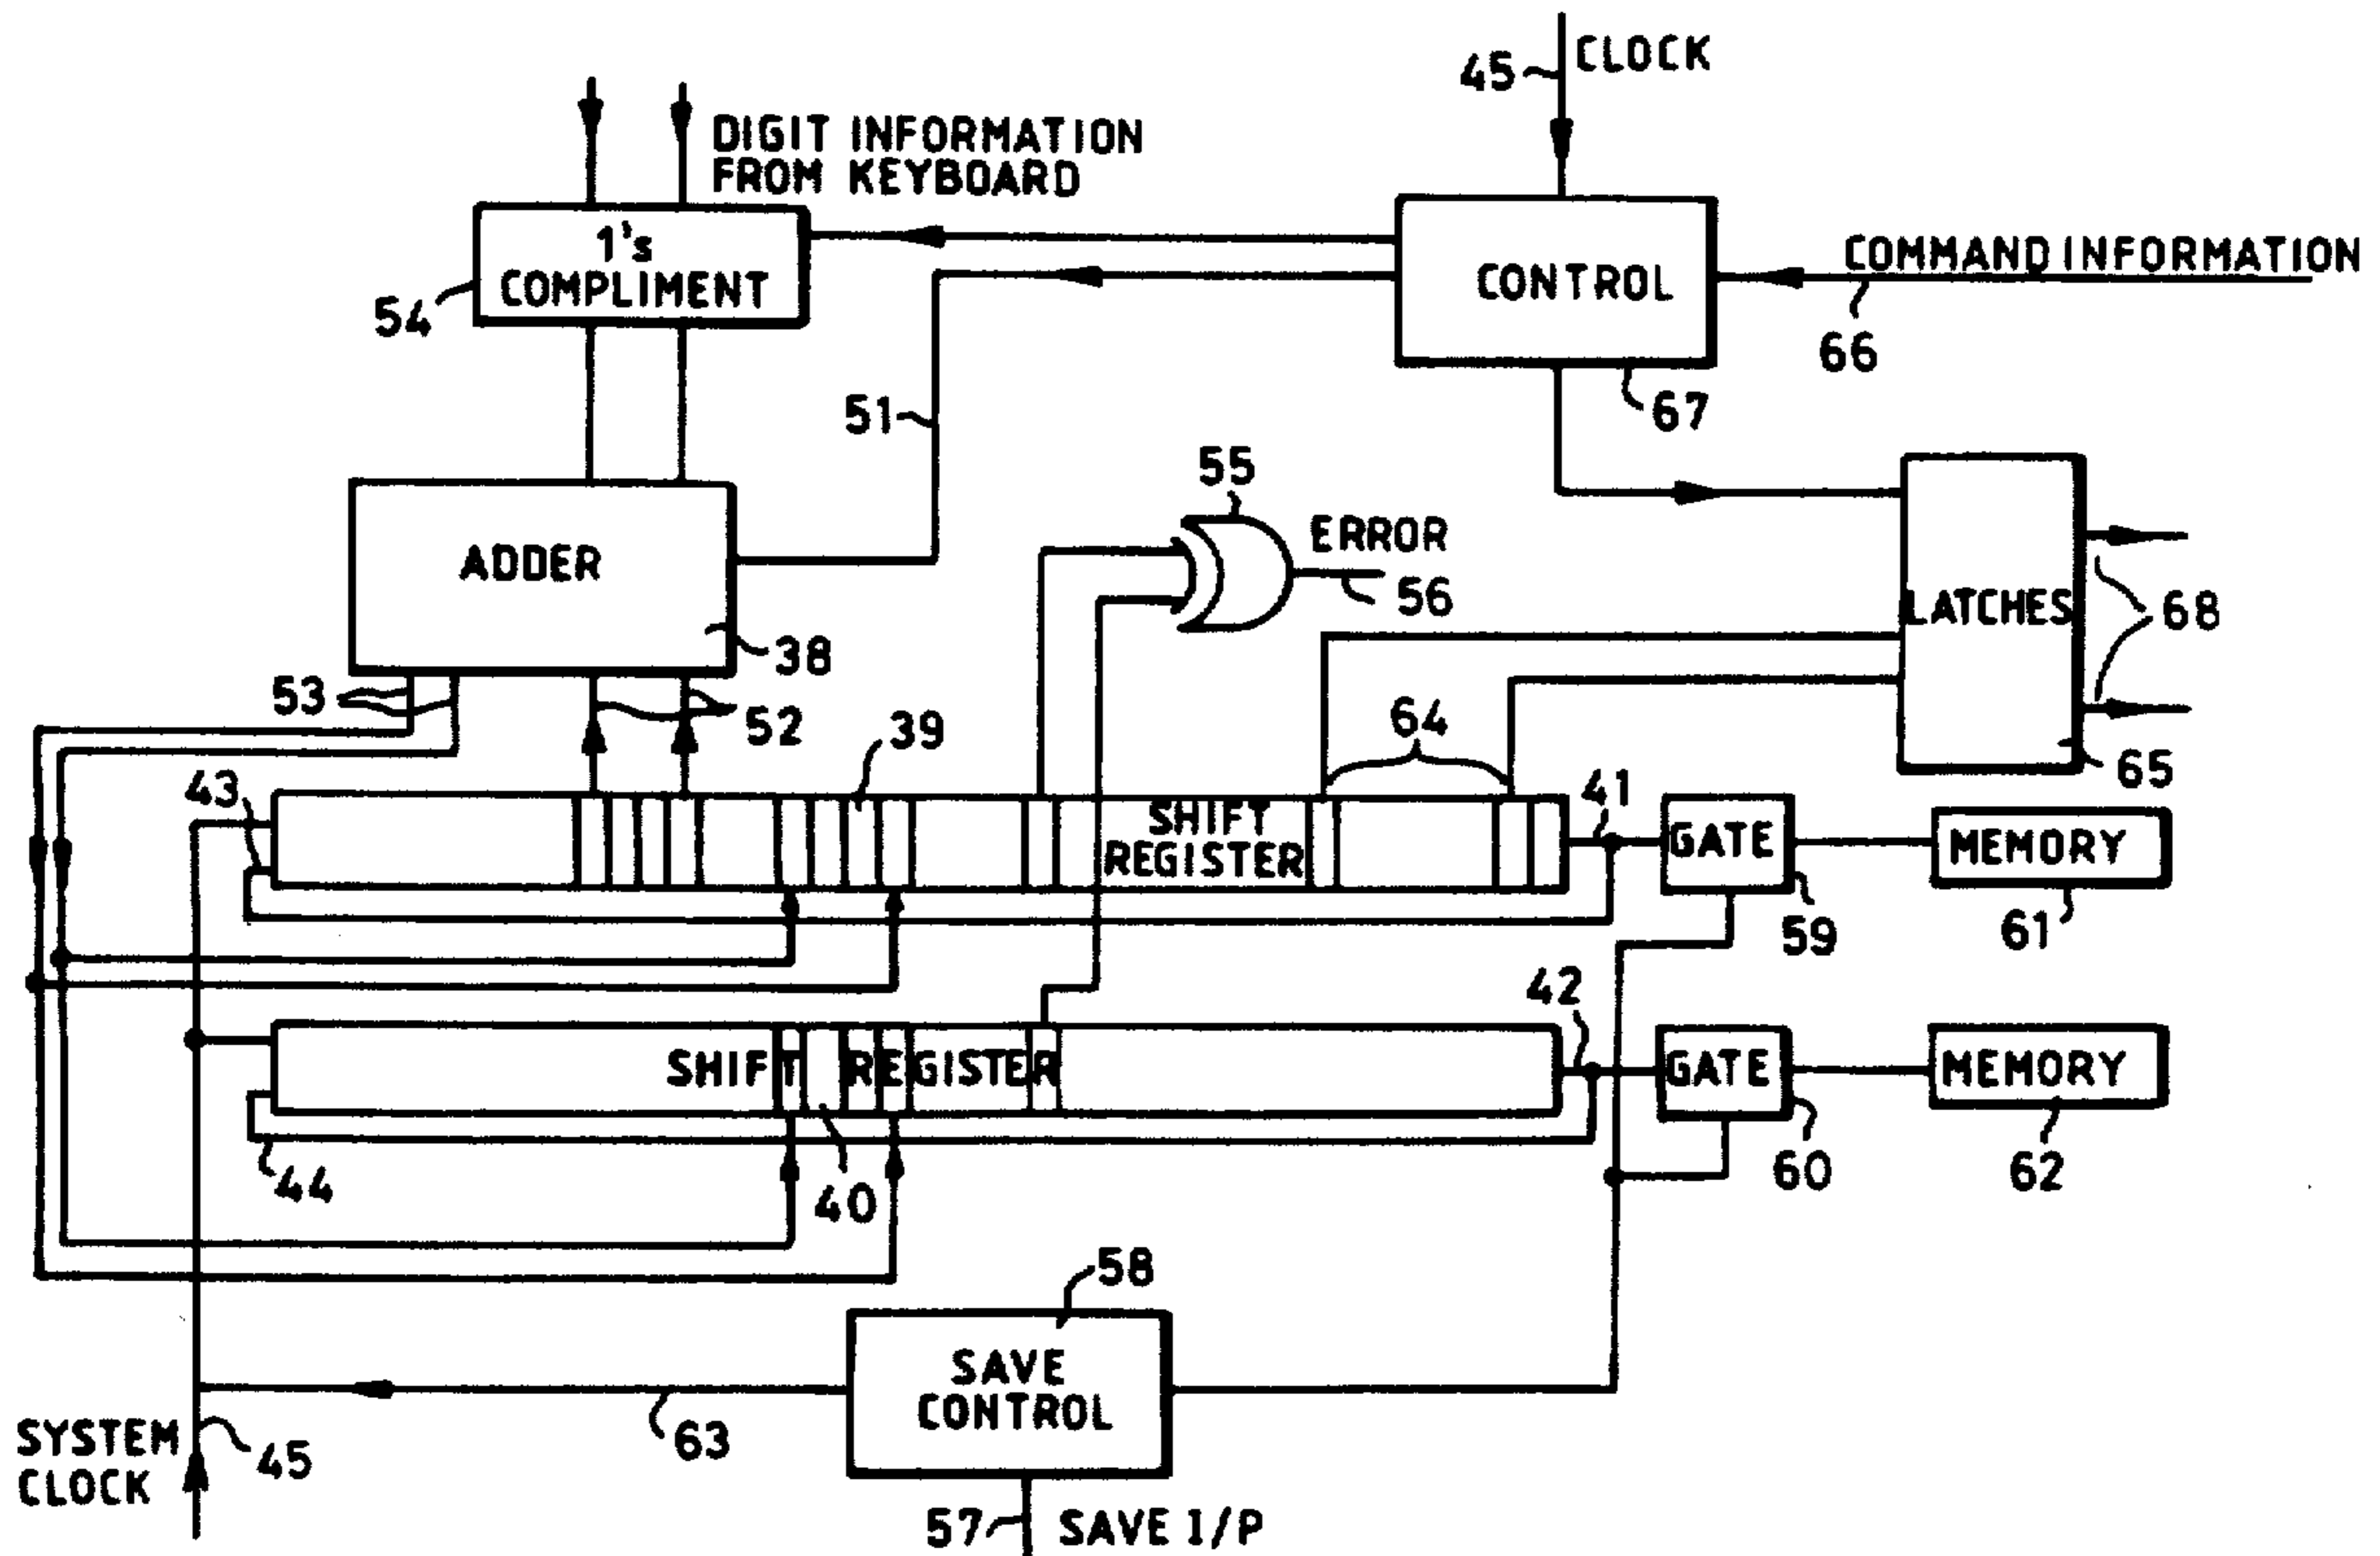 45
CLOCK
DIGIT INFORMATION
FROM KEYBOARD
1's
COMPLIMENT
54
CONTROL
COMMAND INFORMATION
66
67
51
55
ERROR
56
ADDER
38
LATCHES
68
65
53
52
39
64
43
41
SHIFT
REGISTER
GATE
59
MEMORY
61
42
SHIFT REGISTER
GATE
60
MEMORY
62
44
40
58
SAVE
CONTROL
63
SYSTEM
CLOCK
45
57
SAVE I/P